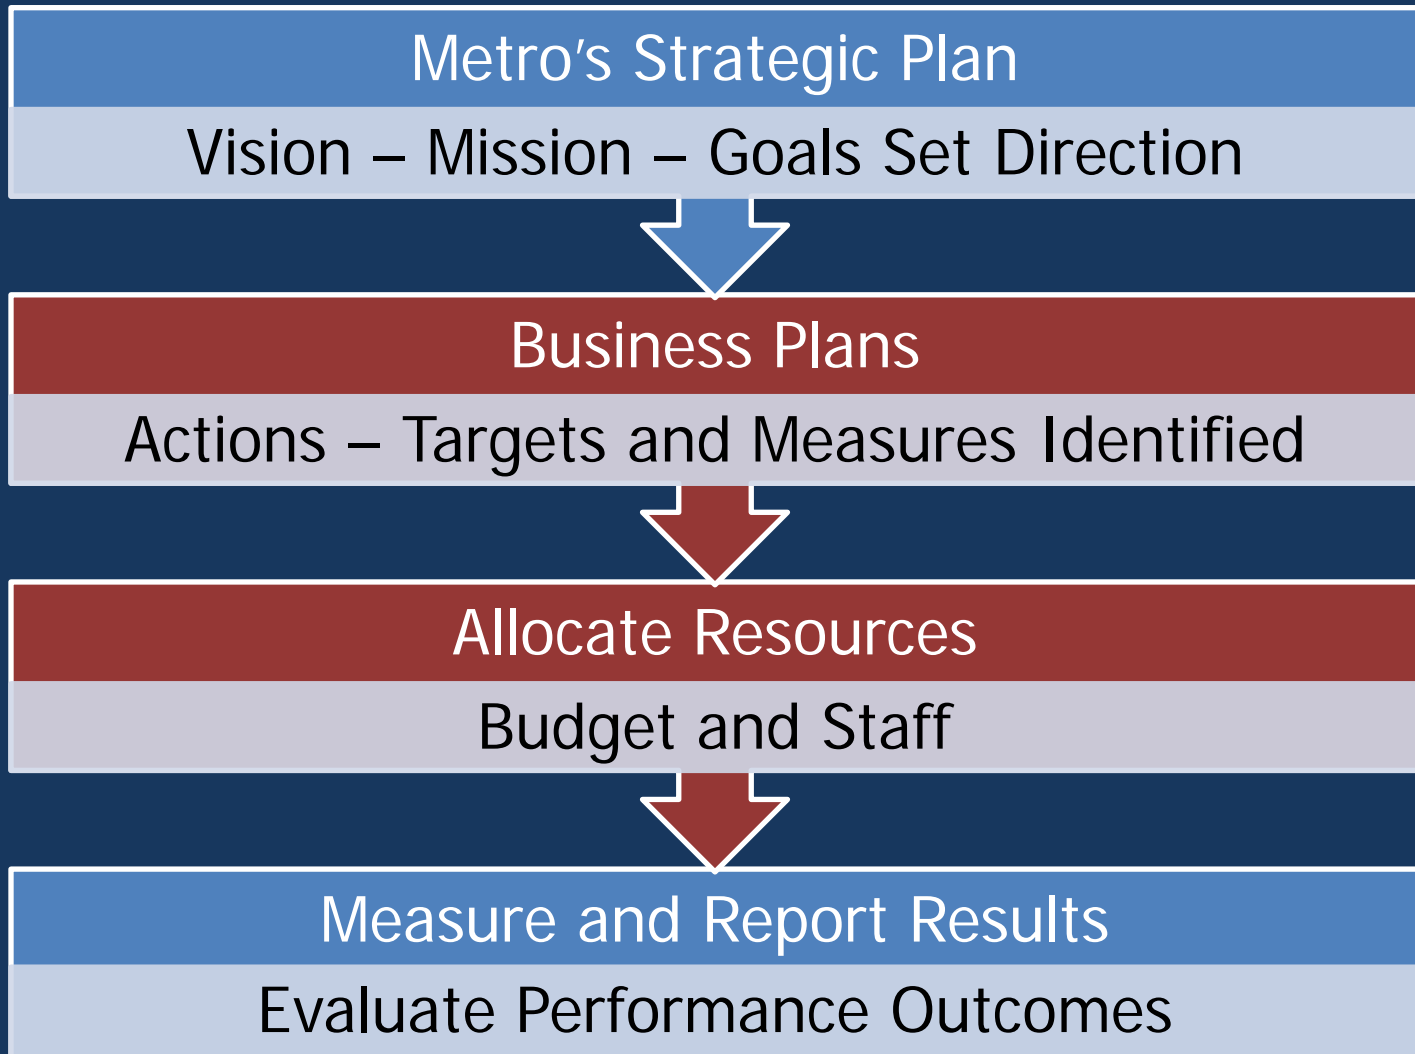 Metro’s Strategic Plan
Vision – Mission – Goals Set Direction
Business Plans
Actions – Targets and Measures Identified
Allocate Resources
Budget and Staff
Measure and Report Results
Evaluate Performance Outcomes